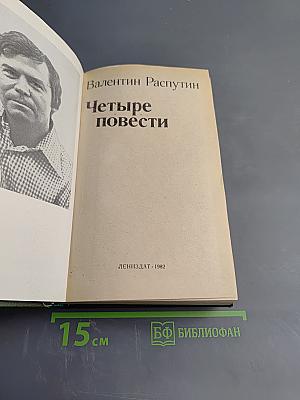 Валентин Распутин
Четыре
повести
ЛЕНИЗДАТ · 1982
15 см
БФ БИБЛИОФАН